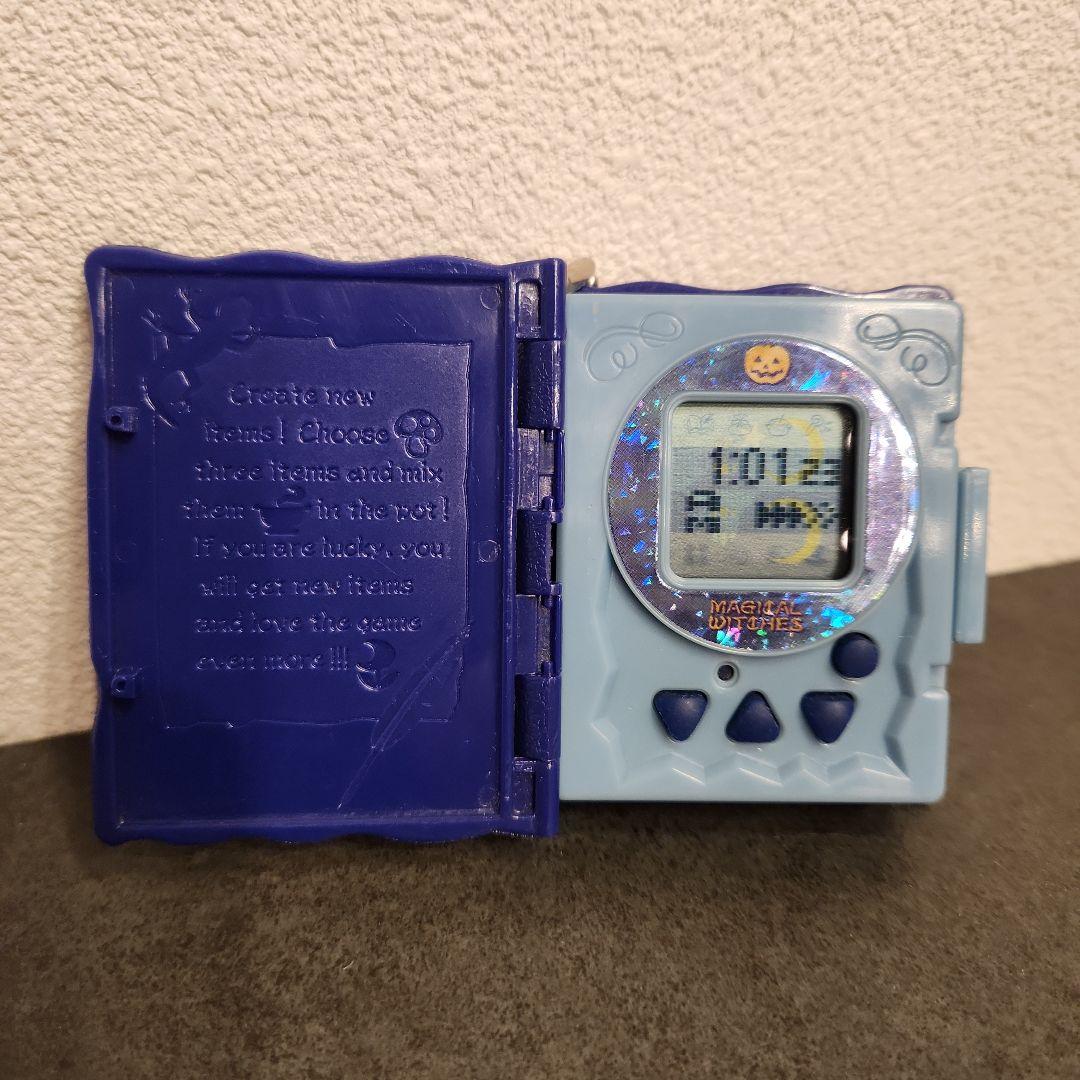 Create new
items! Choose
three items and mix
them in the pot!
If you are lucky, you
will get new items
and love the game
even more!!!
1:01
AM
MAGICAL
WITCHES